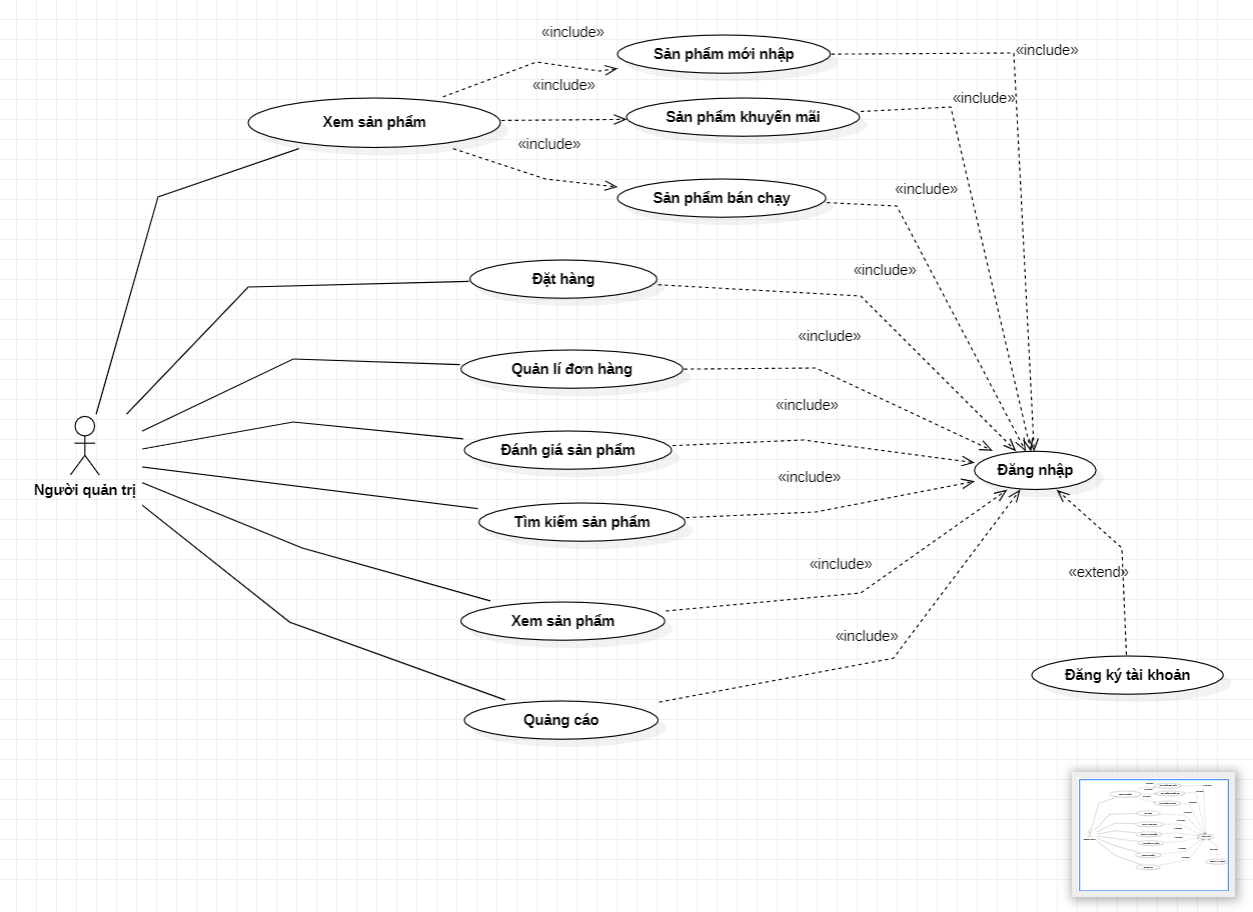 «include»
Sản phẩm mới nhập
«include»
«include»
Sản phẩm khuyến mãi
«include»
Xem sản phẩm
«include»
Sản phẩm bán chạy
«include»
Đặt hàng
«include»
Quản lí đơn hàng
«include»
Đánh giá sản phẩm
«include»
Đăng nhập
Người quản trị
Tìm kiếm sản phẩm
«include»
Xem sản phẩm
«include»
«extend»
Quảng cáo
«include»
Đăng ký tài khoản